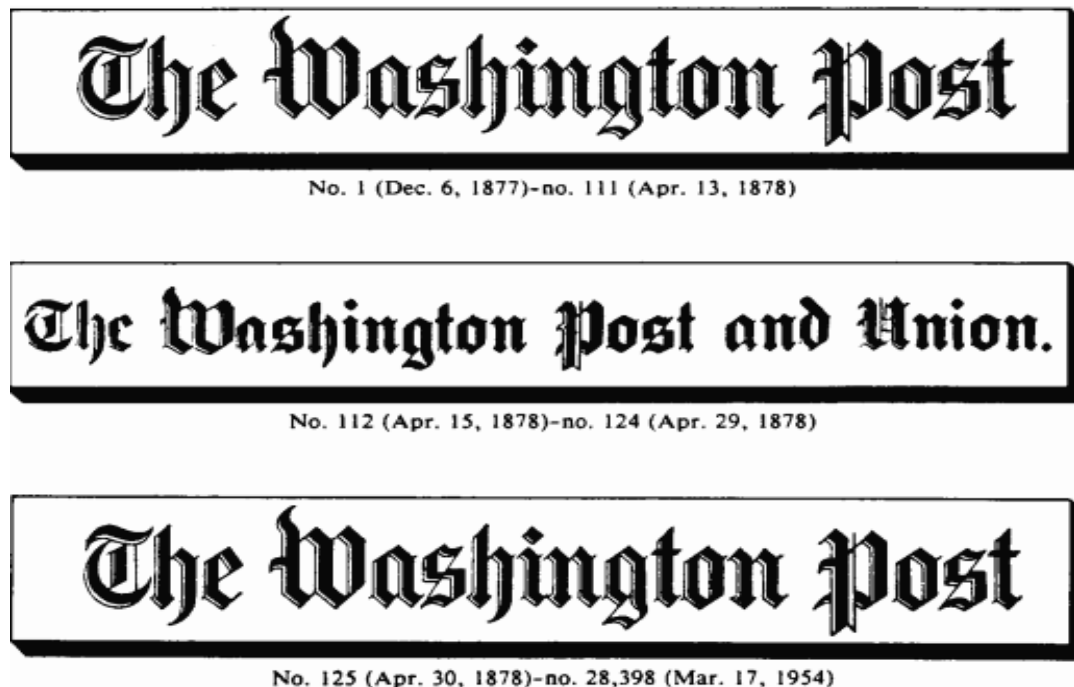 The Washington Post
No. 1 (Dec. 6, 1877)-no. 111 (Apr. 13, 1878)
The Washington Post and Union.
No. 112 (Apr. 15, 1878)-no. 124 (Apr. 29, 1878)
The Washington Post
No. 125 (Apr. 30, 1878)-no. 28,398 (Mar. 17, 1954)